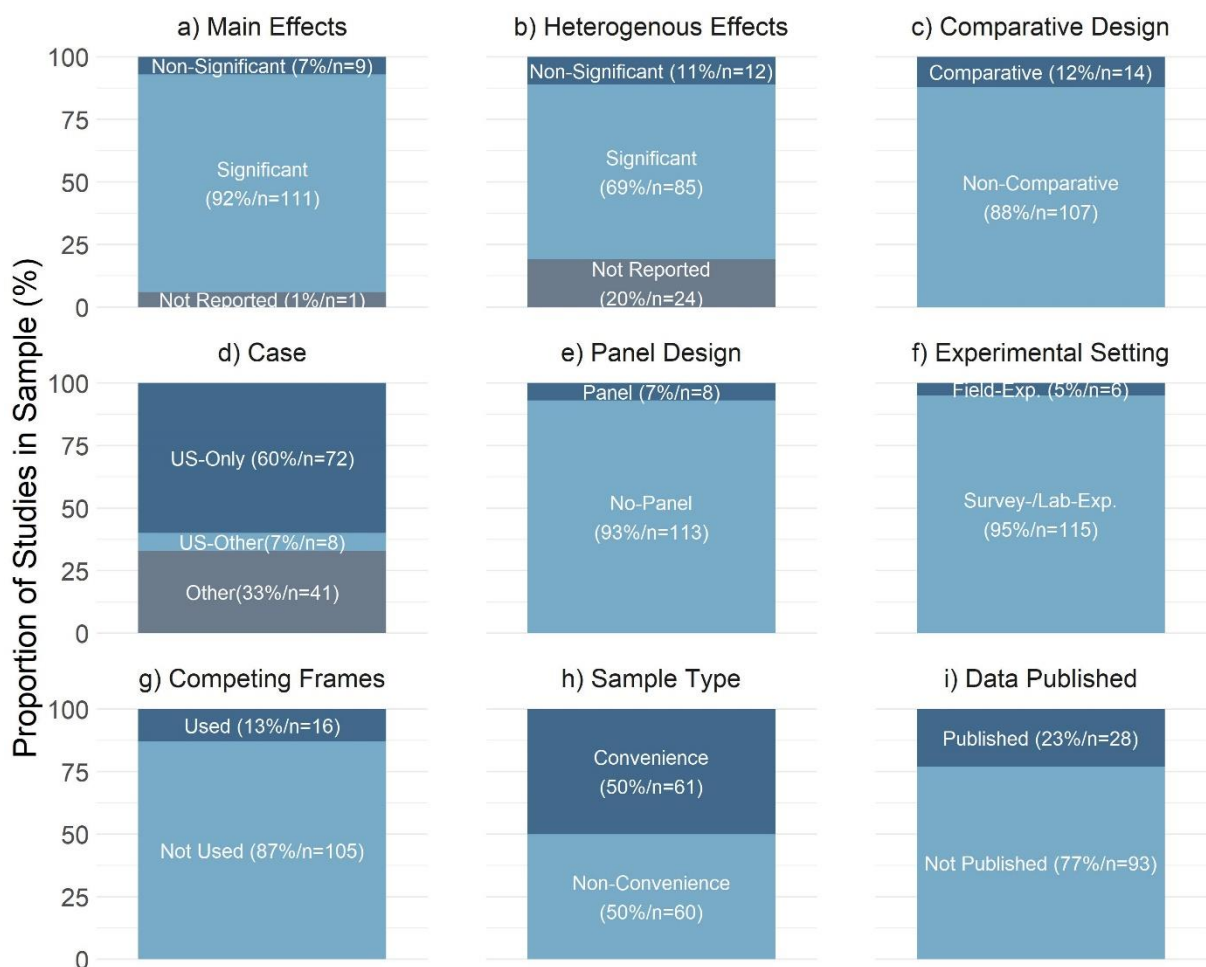 a) Main Effects
b) Heterogenous Effects
c) Comparative Design
Proportion of Studies in Sample (%)
100
75
50
25
0
Non-Significant (7%/n=9)
Significant
(92%/n=111)
Not Reported (1%/n=1)
Non-Significant (11%/n=12)
Significant
(69%/n=85)
Not Reported
(20%/n=24)
Comparative (12%/n=14)
Non-Comparative
(88%/n=107)
d) Case
e) Panel Design
f) Experimental Setting
100
75
50
25
0
US-Only (60%/n=72)
US-Other(7%/n=8)
Other(33%/n=41)
Panel (7%/n=8)
No-Panel
(93%/n=113)
Field-Exp. (5%/n=6)
Survey-/Lab-Exp.
(95%/n=115)
g) Competing Frames
h) Sample Type
i) Data Published
100
75
50
25
0
Used (13%/n=16)
Not Used (87%/n=105)
Convenience
(50%/n=61)
Non-Convenience
(50%/n=60)
Published (23%/n=28)
Not Published (77%/n=93)